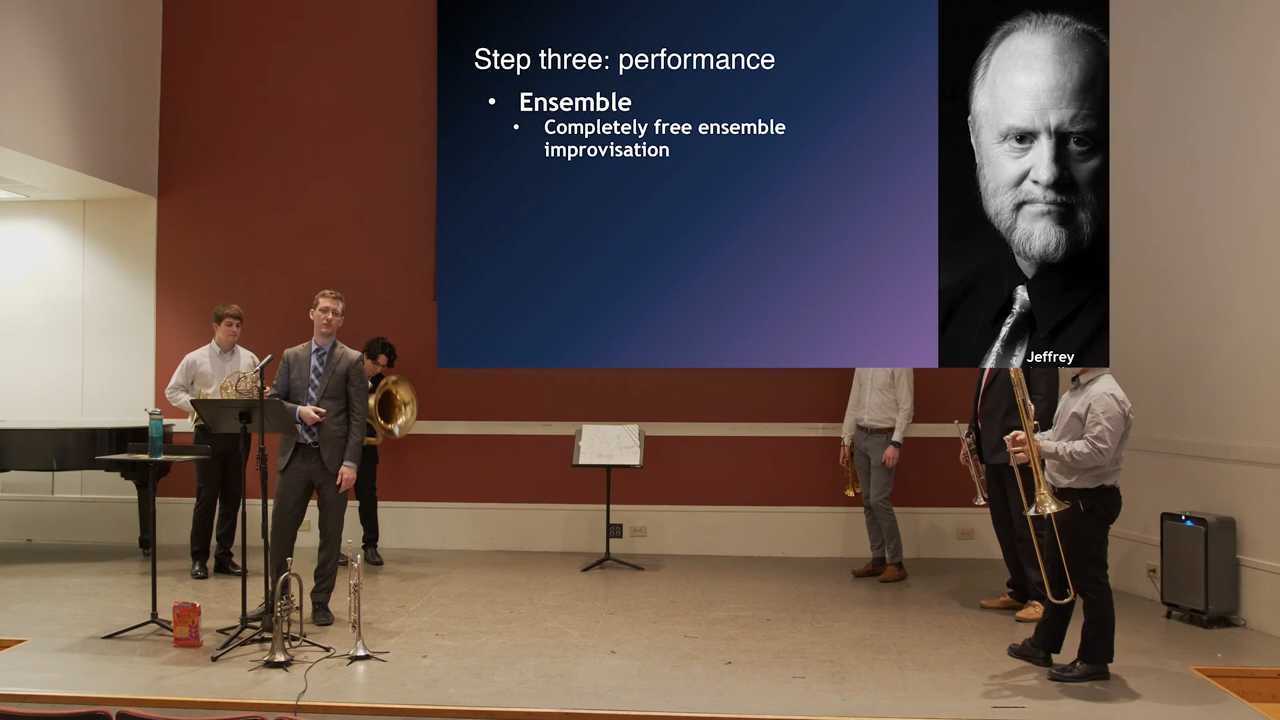 Step three: performance
• Ensemble
• Completely free ensemble
improvisation
Jeffrey